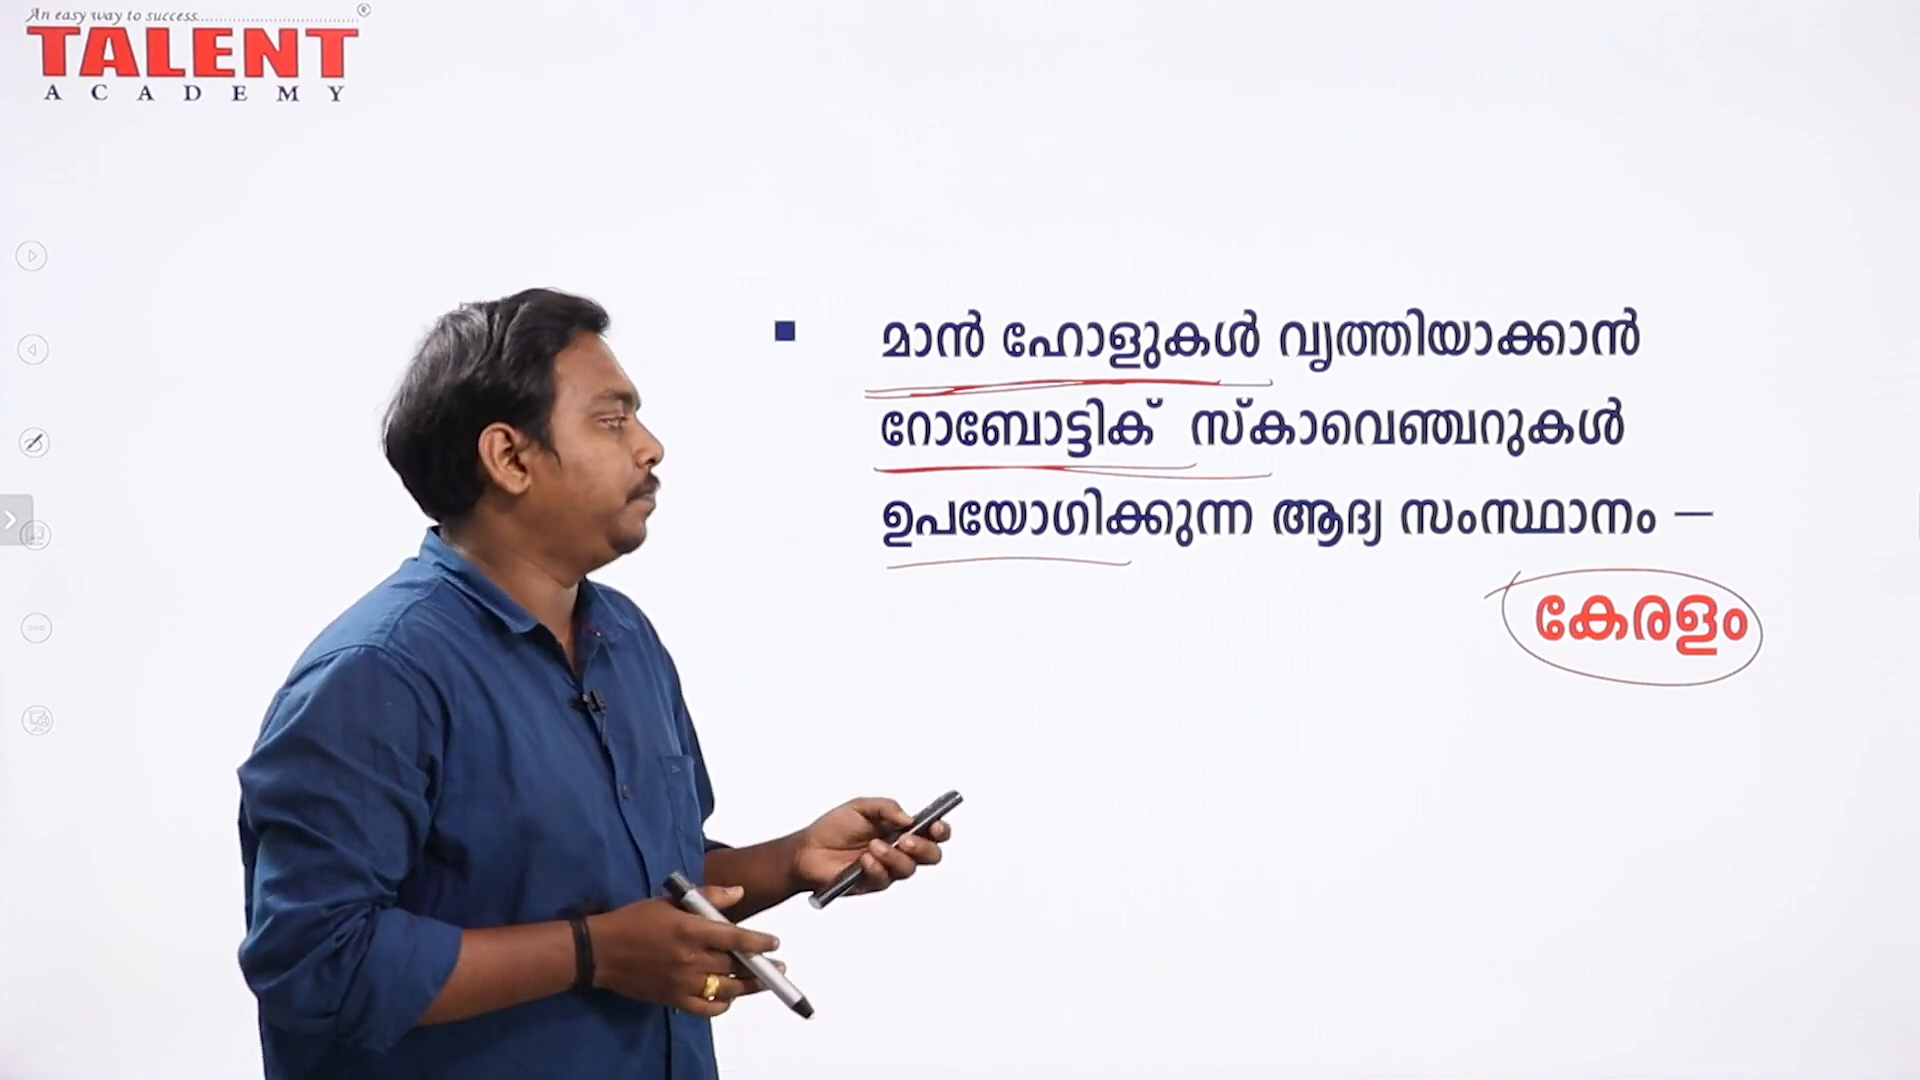 An easy way to success
TALENT
ACADEMY
മാൻ ഹോളുകൾ വൃത്തിയാക്കാൻ
റോബോട്ടിക് സ്കാവെഞ്ചറുകൾ
ഉപയോഗിക്കുന്ന ആദ്യ സംസ്ഥാനം –
കേരളം